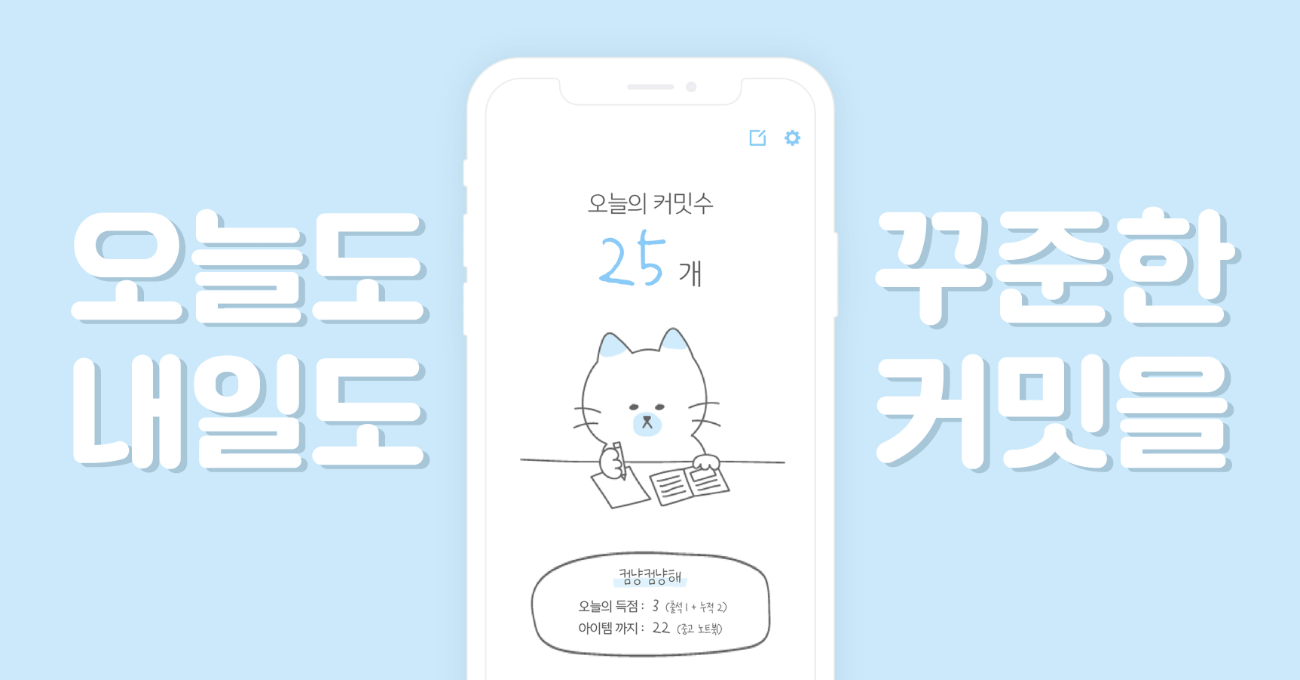 오늘도
내일도
오늘의 커밋수
25 개
컴냥컴냥해
오늘의 득점 : 3 (출석 1 + 누적 2)
아이템 까지 : 22 (중고 노트북)
꾸준한
커밋을